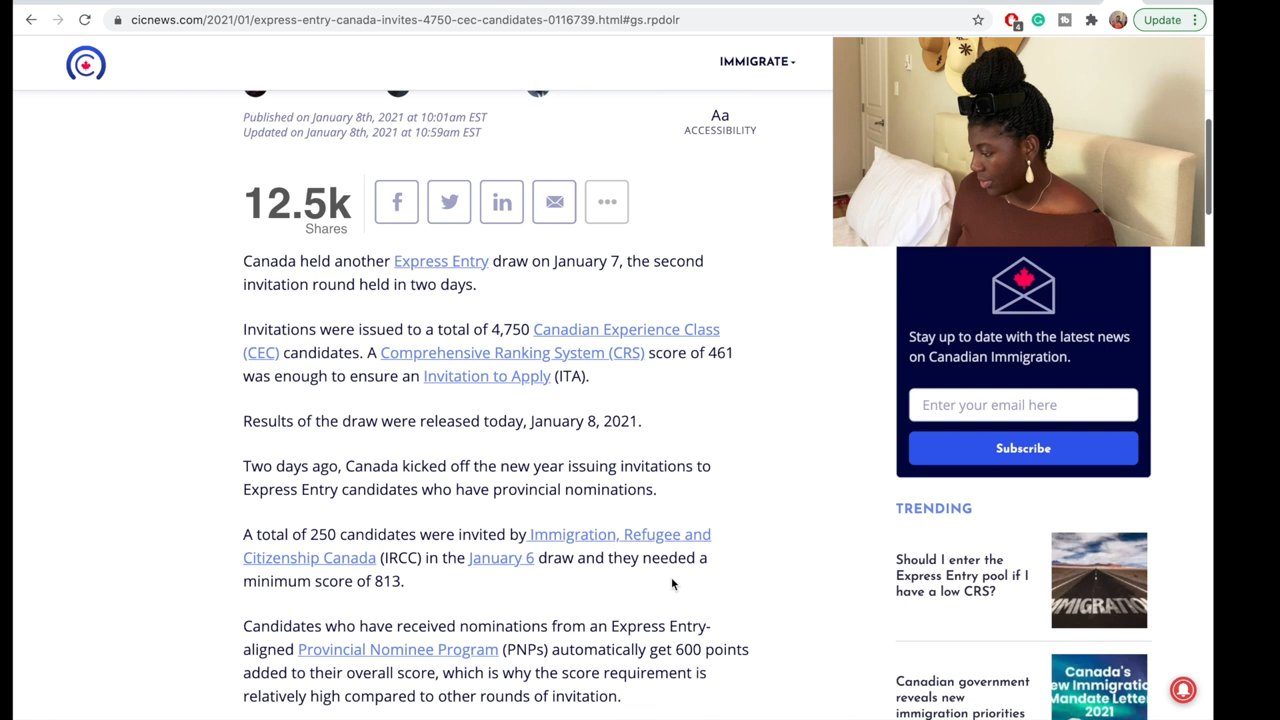 cicnews.com/2021/01/express-entry-canada-invites-4750-cec-candidates-0116739.html#gs.rpdolr
4
Update
IMMIGRATE
Published on January 8th, 2021 at 10:01am EST
Updated on January 8th, 2021 at 10:59am EST
Aa
ACCESSIBILITY
12.5k
Shares
Canada held another Express Entry draw on January 7, the second
invitation round held in two days.
Invitations were issued to a total of 4,750 Canadian Experience Class
(CEC) candidates. A Comprehensive Ranking System (CRS) score of 461
was enough to ensure an Invitation to Apply (ITA).
Results of the draw were released today, January 8, 2021.
Two days ago, Canada kicked off the new year issuing invitations to
Express Entry candidates who have provincial nominations.
A total of 250 candidates were invited by Immigration, Refugee and
Citizenship Canada (IRCC) in the January 6 draw and they needed a
minimum score of 813.
Candidates who have received nominations from an Express Entry-
aligned Provincial Nominee Program (PNPs) automatically get 600 points
added to their overall score, which is why the score requirement is
relatively high compared to other rounds of invitation.
Stay up to date with the latest news
on Canadian Immigration.
Enter your email here
Subscribe
TRENDING
Should I enter the
Express Entry pool if I
have a low CRS?
IMMIGRATIO
Canadian government
reveals new
immigration priorities
Canada's
ew Immigratic
Mandate Letter
2021